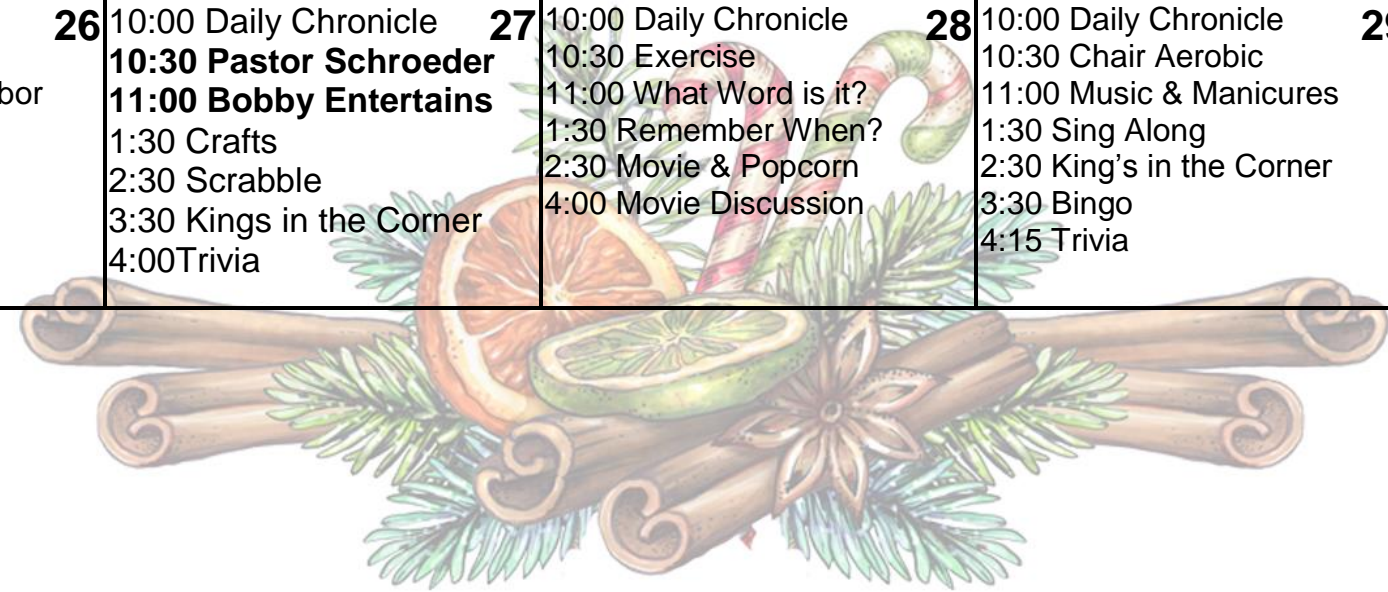 26
bor
27
10:00 Daily Chronicle
10:30 Pastor Schroeder
11:00 Bobby Entertains
1:30 Crafts
2:30 Scrabble
3:30 Kings in the Corner
4:00Trivia
28
10:00 Daily Chronicle
10:30 Exercise
11:00 What Word is it?
1:30 Remember When?
2:30 Movie & Popcorn
4:00 Movie Discussion
29
10:00 Daily Chronicle
10:30 Chair Aerobic
11:00 Music & Manicures
1:30 Sing Along
2:30 King’s in the Corner
3:30 Bingo
4:15 Trivia